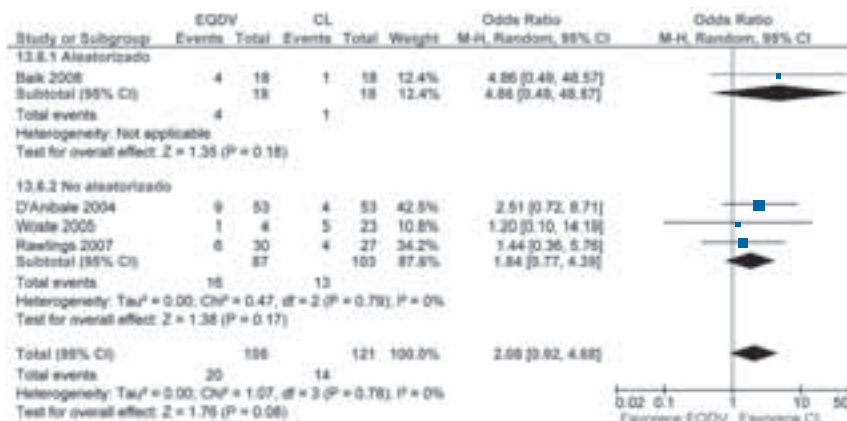 EQDV CL Odds Ratio Odds Ratio
Study or Subgroup Events Total Events Total Weight M-H, Random, 95% CI M-H, Random, 95% CI
13.6.1 Aleatorizado
Baik 2008 4 18 1 18 12.4% 4.86 [0.49, 48.57]
Subtotal (95% CI) 18 18 12.4% 4.86 [0.49, 48.57]
Total events 4 1
Heterogeneity: Not applicable
Test for overall effect: Z = 1.35 (P = 0.18)
13.6.2 No aleatorizado
D'Anibale 2004 9 53 4 53 42.5% 2.51 [0.72, 8.71]
Woste 2005 1 4 5 23 10.8% 1.20 [0.10, 14.19]
Rawlings 2007 6 30 4 27 34.2% 1.44 [0.36, 5.76]
Subtotal (95% CI) 87 103 87.6% 1.84 [0.77, 4.39]
Total events 16 13
Heterogeneity: Tau² = 0.00; Chi² = 0.47, df = 2 (P = 0.79); I² = 0%
Test for overall effect: Z = 1.38 (P = 0.17)
Total (95% CI) 121 100.0% 2.08 [0.92, 4.68]
Total events 20 14
Heterogeneity: Tau² = 0.00; Chi² = 1.07, df = 3 (P = 0.78); I² = 0%
Test for overall effect: Z = 1.76 (P = 0.08)
0.02 0.1 1 10 50
Favorece EQDV Favorece CL